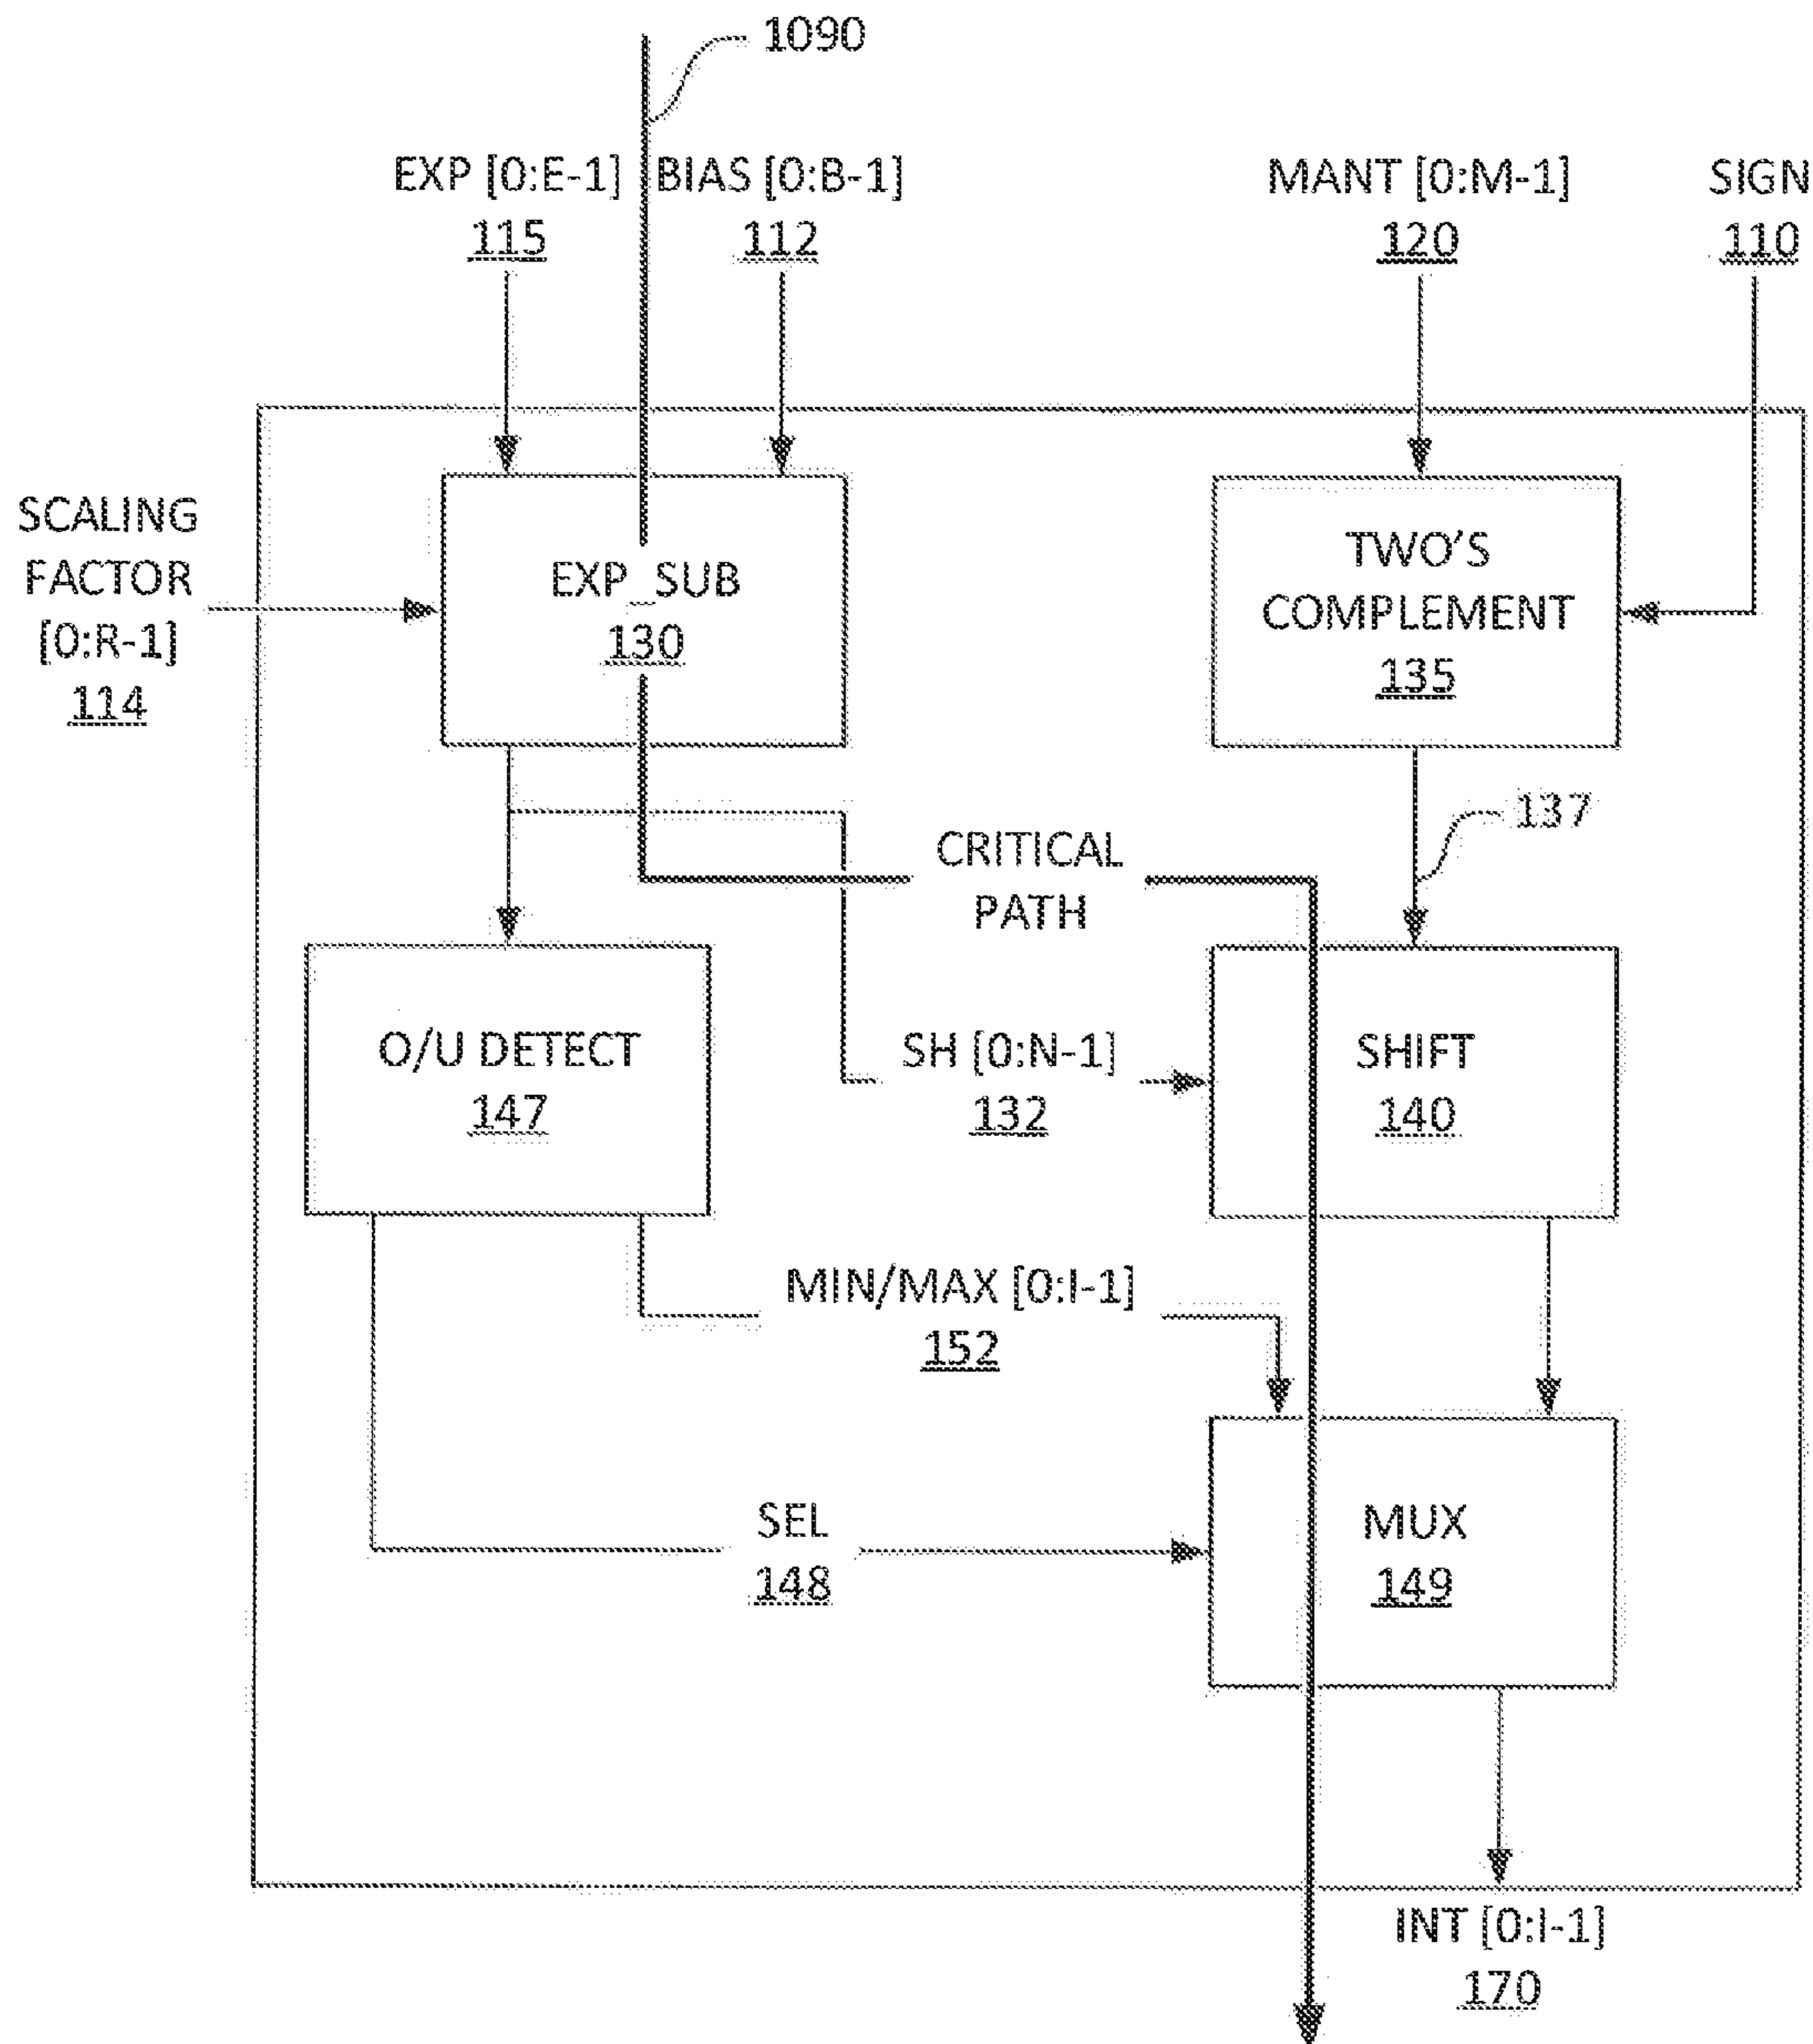 1090
EXP [0:E-1]
115
BIAS [0:B-1]
112
MANT [0:M-1]
120
SIGN
110
SCALING
FACTOR
[0:R-1]
114
EXP_SUB
130
TWO'S
COMPLEMENT
135
137
CRITICAL
PATH
O/U DETECT
147
SH [0:N-1]
132
SHIFT
140
MIN/MAX [0:I-1]
152
SEL
148
MUX
149
INT [0:I-1]
170